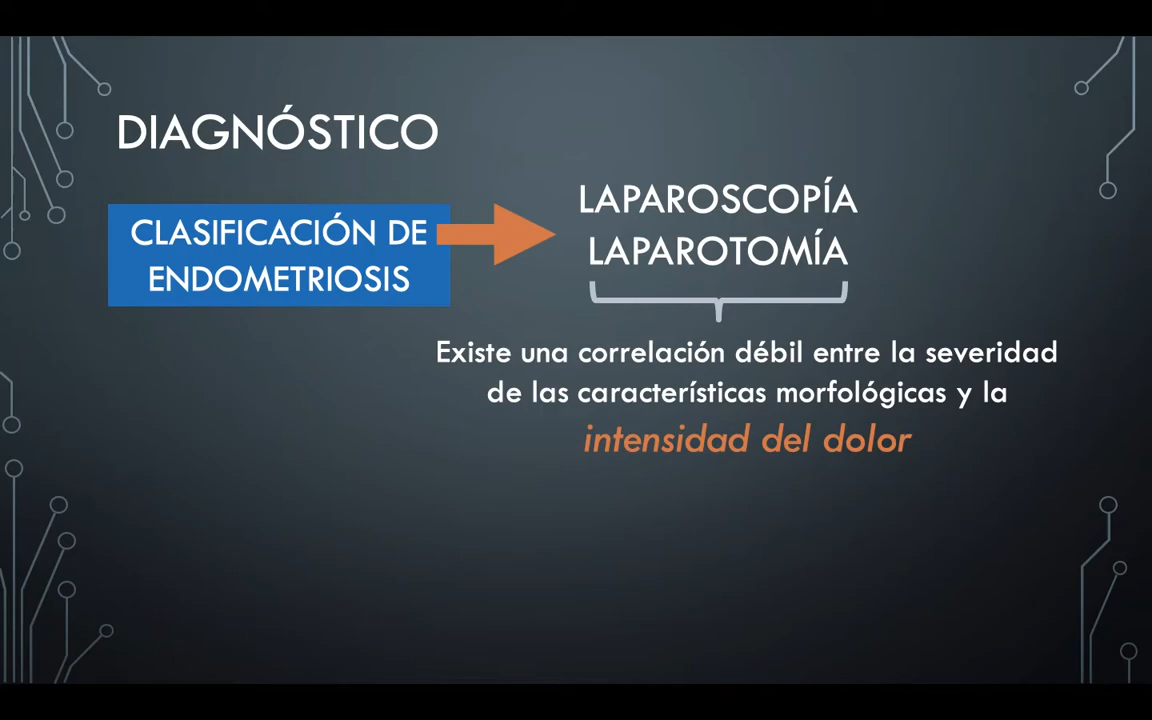 DIAGNÓSTICO
CLASIFICACIÓN DE
ENDOMETRIOSIS
LAPAROSCOPÍA
LAPAROTOMÍA
Existe una correlación débil entre la severidad
de las características morfológicas y la
intensidad del dolor